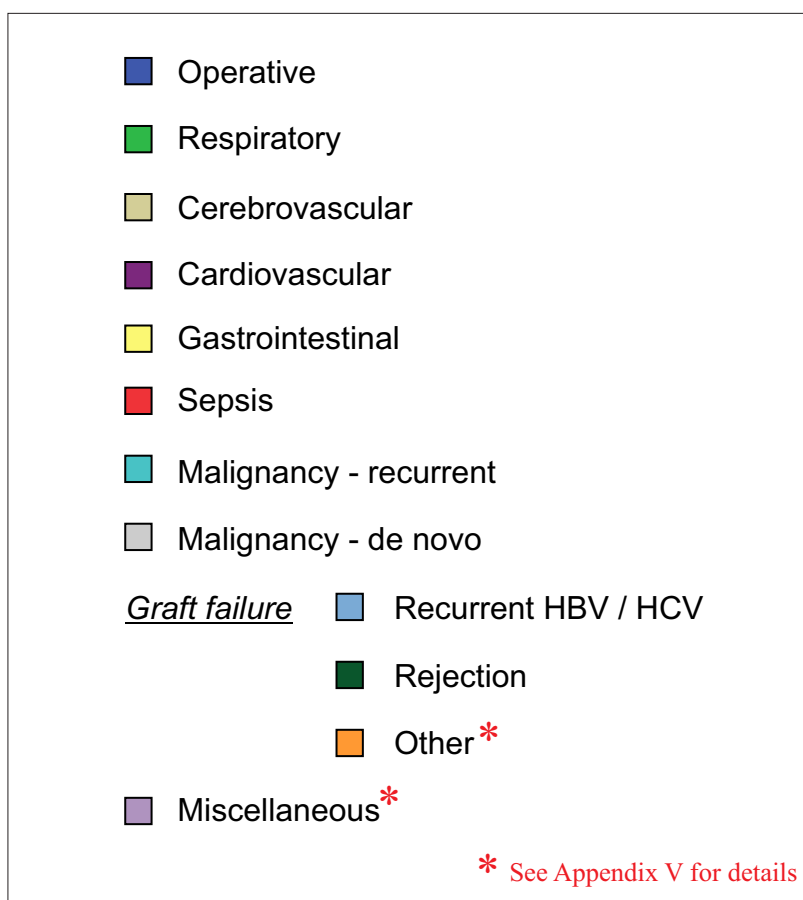 Operative
Respiratory
Cerebrovascular
Cardiovascular
Gastrointestinal
Sepsis
Malignancy - recurrent
Malignancy - de novo
Graft failure Recurrent HBV / HCV
Rejection
Other*
Miscellaneous*
* See Appendix V for details